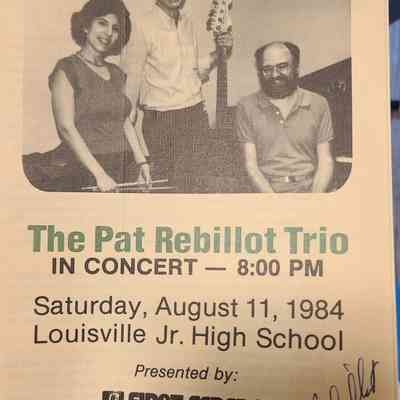 The Pat Rebillot Trio
IN CONCERT — 8:00 PM
Saturday, August 11, 1984
Louisville Jr. High School
Presented by: